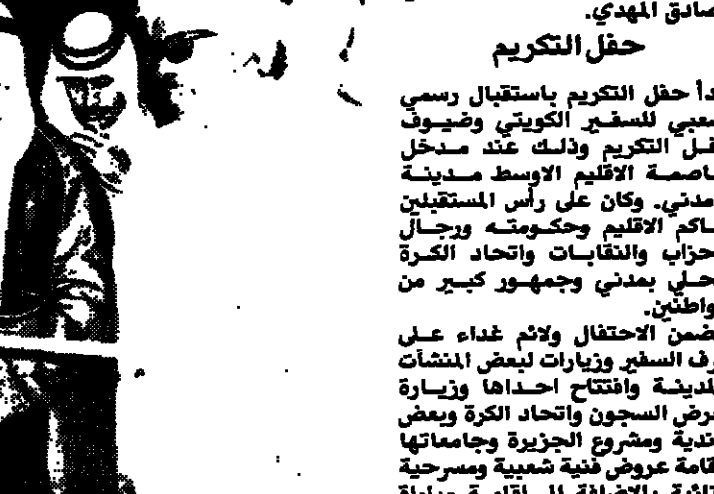 صادق المهدي.
حفل التكريم
دأ حفل التكريم باستقبال رسمي
عبي للسفير الكويتي وضيوف
فل التكريم وذلك عند مدخل
اصمة الاقليم الاوسط مدينة
مدني. وكان على رأس المستقبلين
اكم الاقليم وحكومته ورجال
حزاب والنقابات واتحاد الكرة
حلي بمدني وجمهور كبير من
واطنين.
ضمن الاحتفال ولائم غداء على
رف السفير وزيارات لبعض المنشآت
لمدينة وافتتاح احداها وزيارة
عرض السجون واتحاد الكرة وبعض
ندية ومشروع الجزيرة وجامعاتها
قامة عروض فنية شعبية ومسرحية